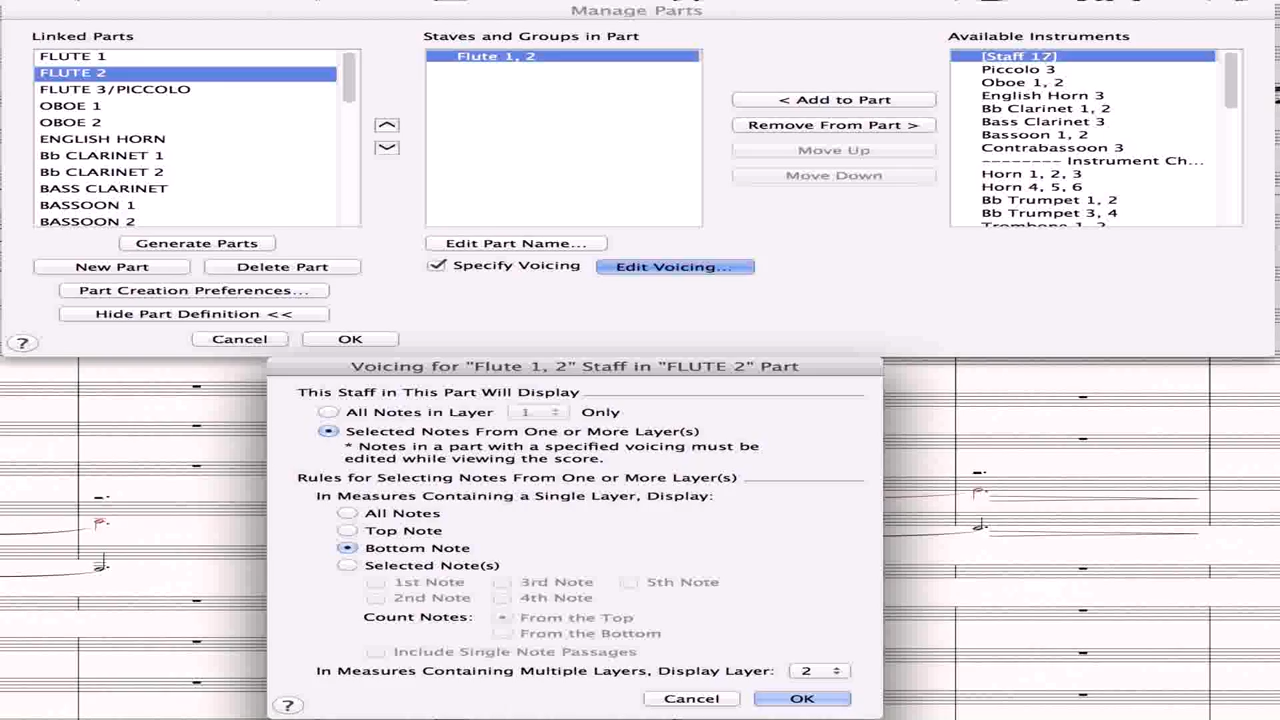 Manage Parts
Linked Parts
FLUTE 1
FLUTE 2
FLUTE 3/PICCOLO
OBOE 1
OBOE 2
ENGLISH HORN
Bb CLARINET 1
Bb CLARINET 2
BASS CLARINET
BASSOON 1
BASSOON 2
Generate Parts
New Part Delete Part
Part Creation Preferences...
Hide Part Definition <<
? Cancel OK
Staves and Groups in Part
Flute 1, 2
Edit Part Name...
Specify Voicing Edit Voicing...
< Add to Part
Remove From Part >
Move Up
Move Down
Available Instruments
[Staff 17]
Piccolo 3
Oboe 1, 2
English Horn 3
Bb Clarinet 1, 2
Bass Clarinet 3
Bassoon 1, 2
Contrabassoon 3
-------- Instrument Ch...
Horn 1, 2, 3
Horn 4, 5, 6
Bb Trumpet 1, 2
Bb Trumpet 3, 4
Trombone 1, 2
Voicing for "Flute 1, 2" Staff in "FLUTE 2" Part
This Staff in This Part Will Display
All Notes in Layer 1 Only
Selected Notes From One or More Layer(s)
* Notes in a part with a specified voicing must be
edited while viewing the score.
Rules for Selecting Notes From One or More Layer(s)
In Measures Containing a Single Layer, Display:
All Notes
Top Note
Bottom Note
Selected Note(s)
1st Note 3rd Note 5th Note
2nd Note 4th Note
Count Notes: From the Top
From the Bottom
Include Single Note Passages
In Measures Containing Multiple Layers, Display Layer: 2
? Cancel OK